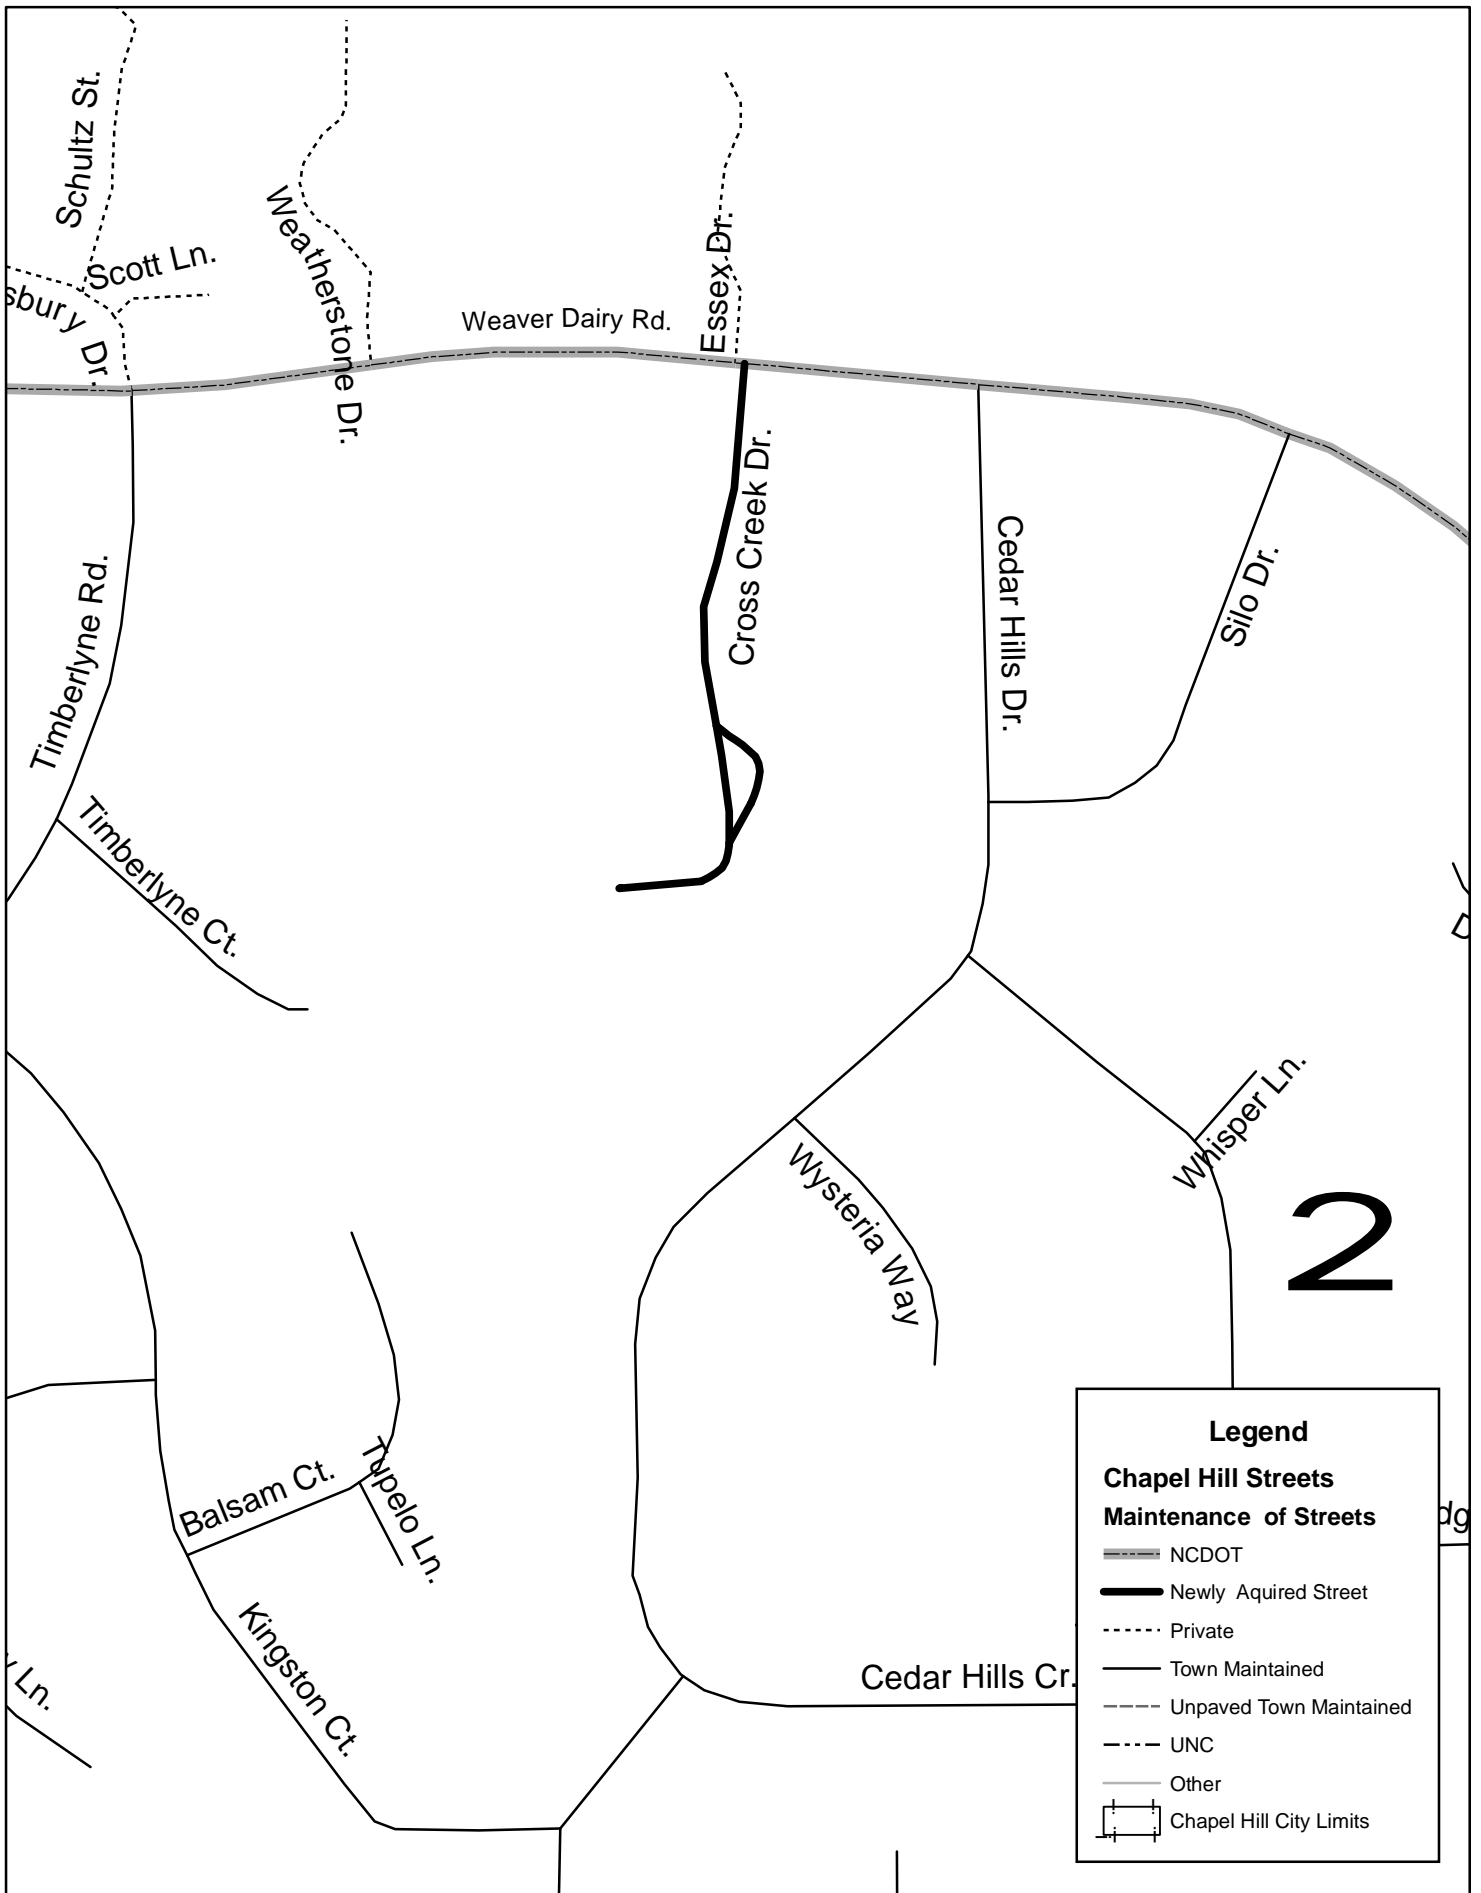 Schultz St.
Scott Ln.
sbury Dr.
Weatherstone Dr.
Weaver Dairy Rd.
Essex Dr.
Cross Creek Dr.
Cedar Hills Dr.
Silo Dr.
Timberlyne Rd.
Timberlyne Ct.
D
Whisper Ln.
Wysteria Way
2
Balsam Ct.
Tupelo Ln.
Kingston Ct.
y Ln.
Cedar Hills Cr.
dg
Legend
Chapel Hill Streets
Maintenance of Streets
NCDOT
Newly Aquired Street
Private
Town Maintained
Unpaved Town Maintained
UNC
Other
Chapel Hill City Limits